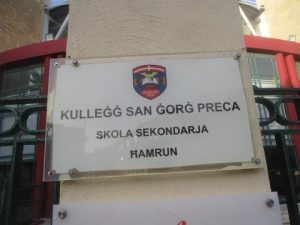 KULLEĠĠ SAN ĠORĠ PRECA
SKOLA SEKONDARJA
ĦAMRUN